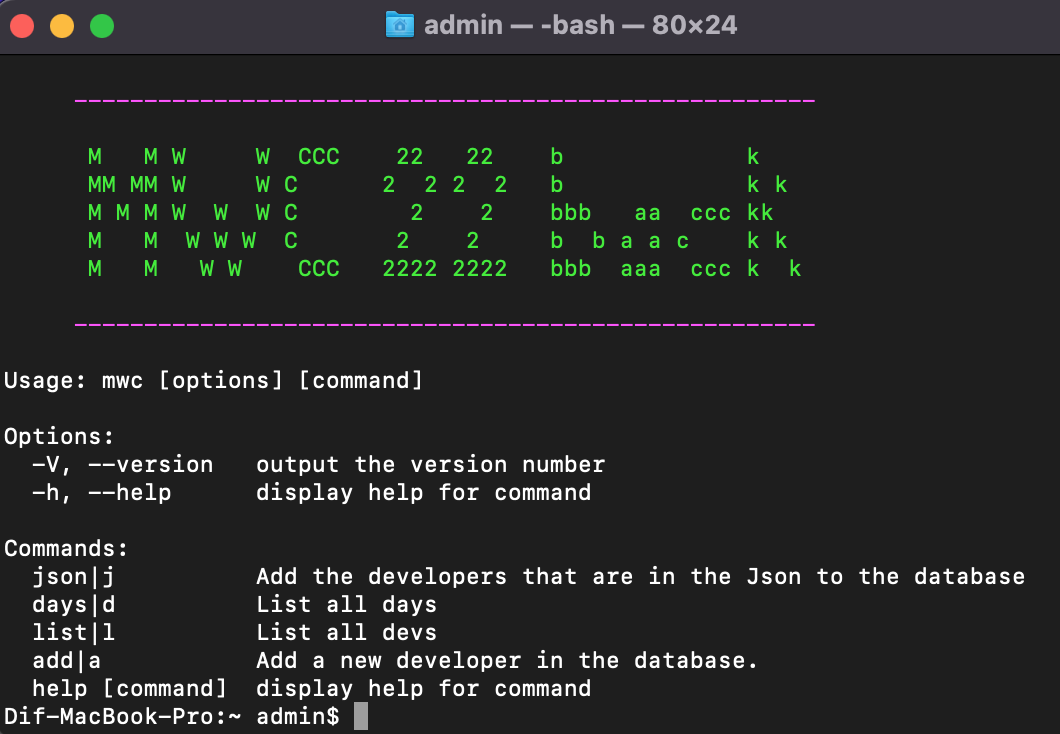 admin — -bash — 80×24
-----------------------------------------------------
M   M W     W  CCC    22   22    b             k
MM MM W     W C      2  2 2  2   b             k k
M M M W  W  W C        2    2    bbb   aa  ccc kk
M   M  W W W  C       2    2     b  b a a c    k k
M   M   W W    CCC   2222 2222   bbb  aaa  ccc k  k
-----------------------------------------------------
Usage: mwc [options] [command]
Options:
  -V, --version   output the version number
  -h, --help      display help for command
Commands:
  json|j          Add the developers that are in the Json to the database
  days|d          List all days
  list|l          List all devs
  add|a           Add a new developer in the database.
  help [command]  display help for command
Dif-MacBook-Pro:~ admin$